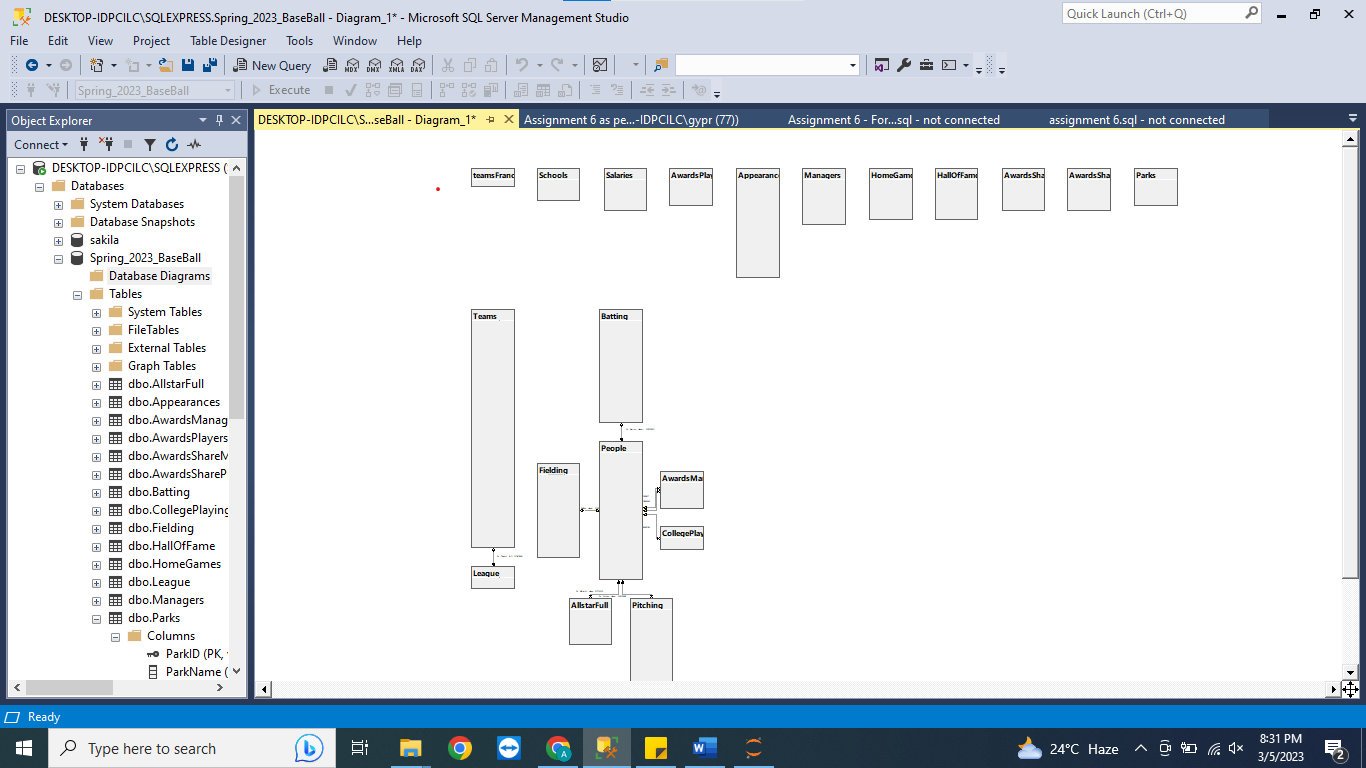 DESKTOP-IDPCILC\SQLEXPRESS.Spring_2023_BaseBall - Diagram_1* - Microsoft SQL Server Management Studio
Quick Launch (Ctrl+Q)
File Edit View Project Table Designer Tools Window Help
New Query MDX DMX XMLA DAX
Spring_2023_BaseBall Execute
Object Explorer
DESKTOP-IDPCILC\S...seBall - Diagram_1* Assignment 6 as pe...-IDPCILC\gypr (77)) Assignment 6 - For...sql - not connected assignment 6.sql - not connected
Connect
DESKTOP-IDPCILC\SQLEXPRESS (
Databases
System Databases
Database Snapshots
sakila
Spring_2023_BaseBall
Database Diagrams
Tables
System Tables
FileTables
External Tables
Graph Tables
dbo.AllstarFull
dbo.Appearances
dbo.AwardsManag
dbo.AwardsPlayers
dbo.AwardsShareM
dbo.AwardsShareP
dbo.Batting
dbo.CollegePlaying
dbo.Fielding
dbo.HallOfFame
dbo.HomeGames
dbo.League
dbo.Managers
dbo.Parks
Columns
ParkID (PK,
ParkName (
teamsFranc Schools Salaries AwardsPlay Appearance Managers HomeGame HallOfFame AwardsSha AwardsSha Parks
Teams Batting
People
Fielding
AwardsMan
CollegePlay
League
AllstarFull Pitching
Ready
Type here to search
24°C Haze
8:31 PM
3/5/2023
2